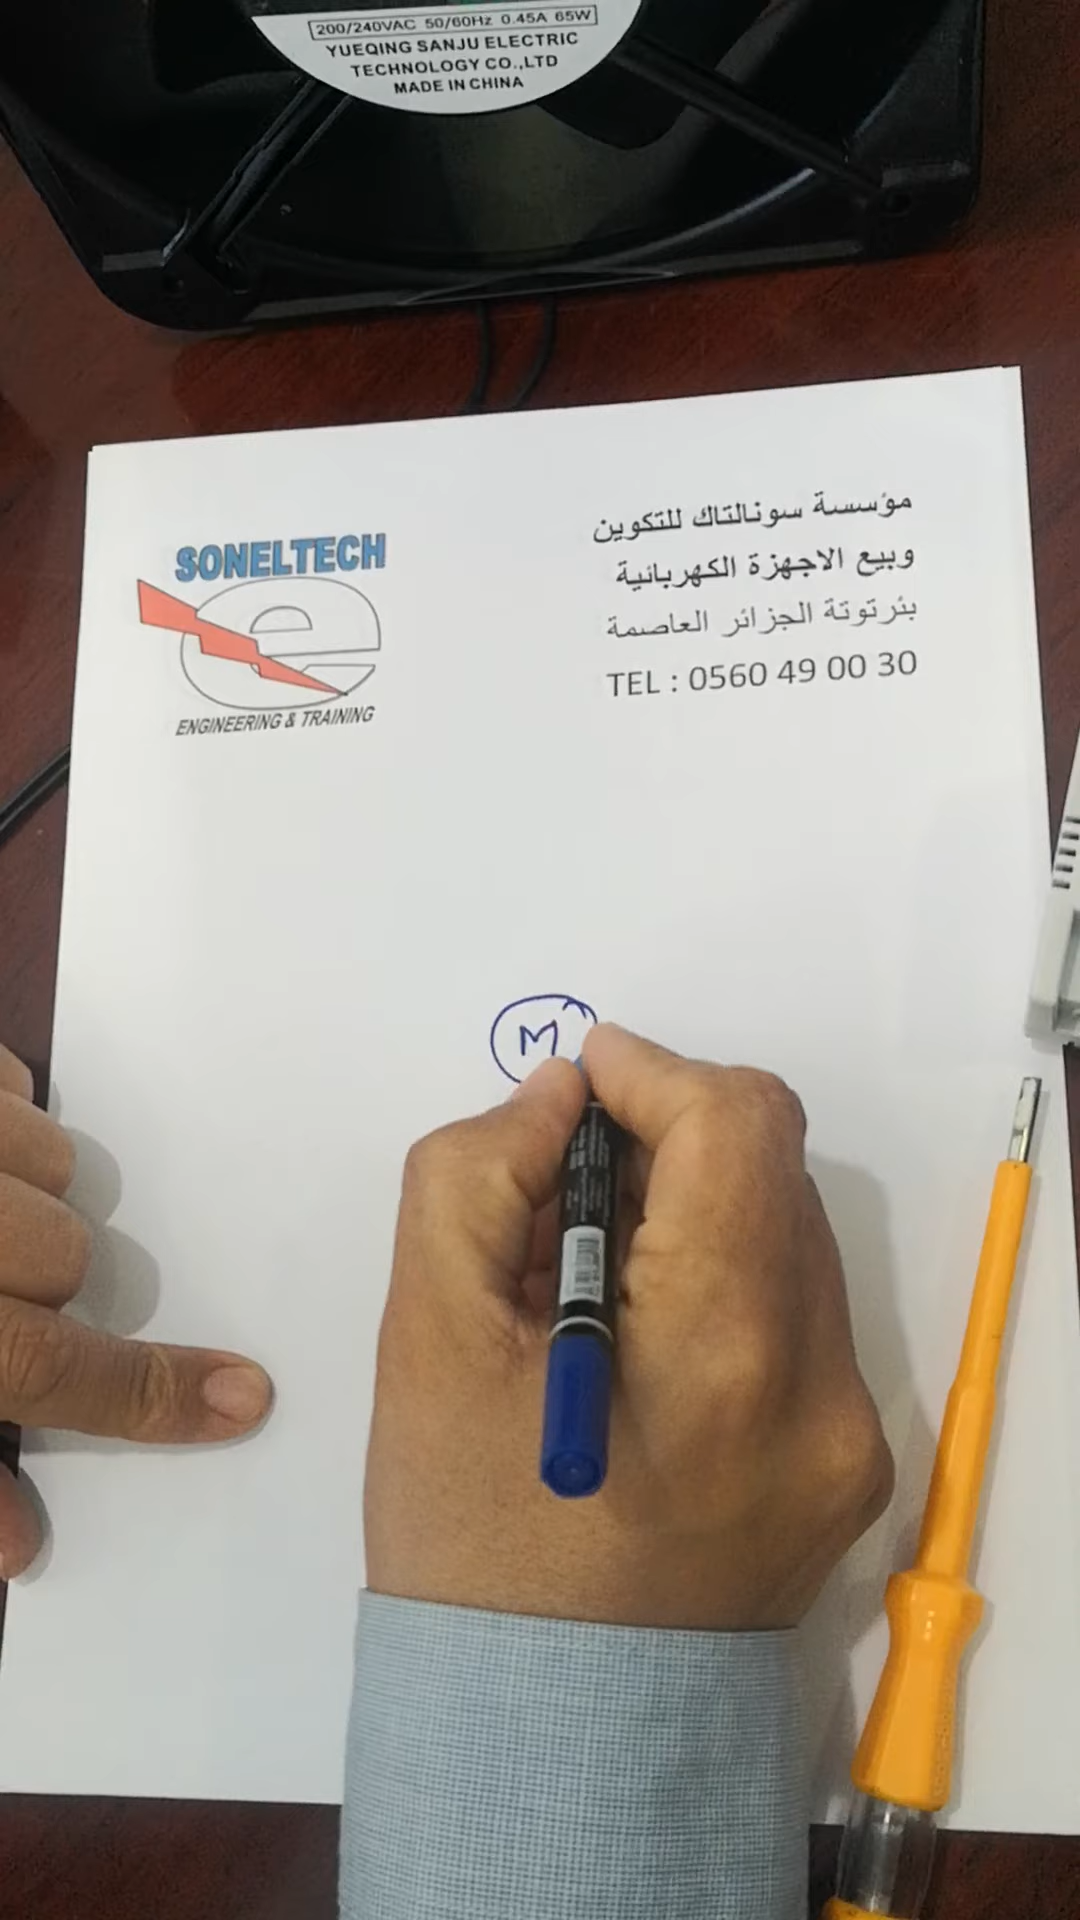 200/240VAC 50/60Hz 0.45A 65W
YUEQING SANJU ELECTRIC
TECHNOLOGY CO.,LTD
MADE IN CHINA
SONELTECH
e
ENGINEERING & TRAINING
مؤسسة سونالتاك للتكوين
وبيع الاجهزة الكهربائية
بئرتوتة الجزائر العاصمة
TEL : 0560 49 00 30
M